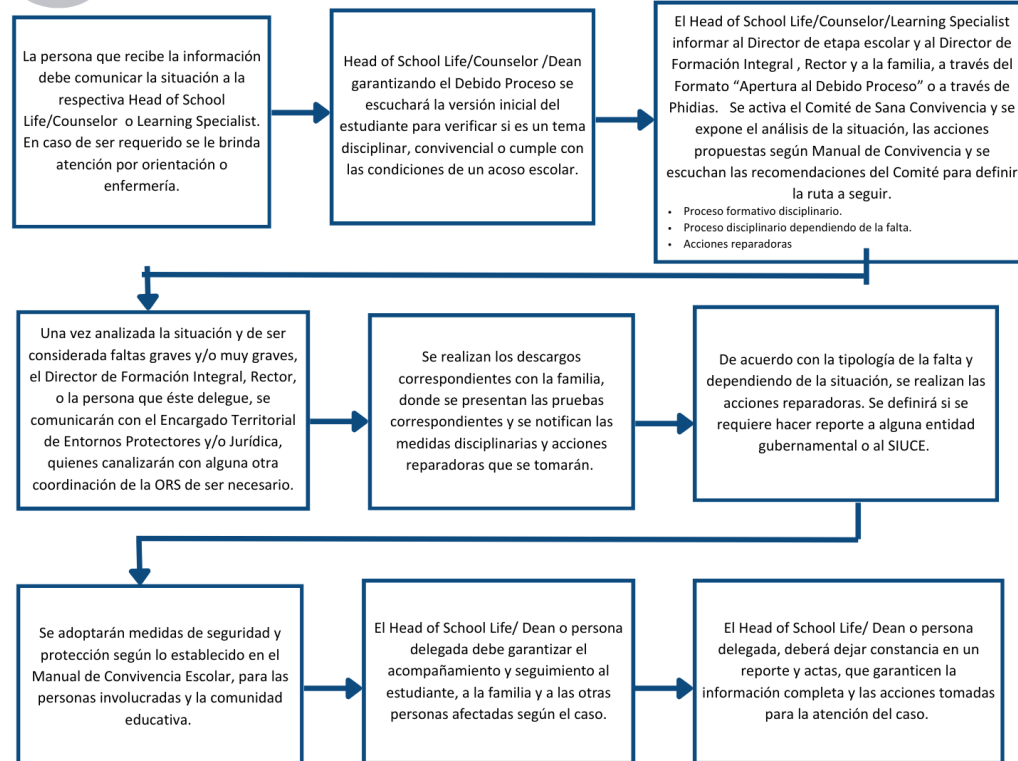 La persona que recibe la información
debe comunicar la situación a la
respectiva Head of School
Life/Counselor o Learning Specialist.
En caso de ser requerido se le brinda
atención por orientación o
enfermería.
Head of School Life/Counselor /Dean
garantizando el Debido Proceso se
escuchará la versión inicial del
estudiante para verificar si es un tema
disciplinar, convivencial o cumple con
las condiciones de un acoso escolar.
El Head of School Life/Counselor/Learning Specialist
informar al Director de etapa escolar y al Director de
Formación Integral , Rector y a la familia, a través del
Formato “Apertura al Debido Proceso” o a través de
Phidias. Se activa el Comité de Sana Convivencia y se
expone el análisis de la situación, las acciones
propuestas según Manual de Convivencia y se
escuchan las recomendaciones del Comité para definir
la ruta a seguir.
• Proceso formativo disciplinario.
• Proceso disciplinario dependiendo de la falta.
• Acciones reparadoras
Una vez analizada la situación y de ser
considerada faltas graves y/o muy graves,
el Director de Formación Integral, Rector,
o la persona que éste delegue, se
comunicarán con el Encargado Territorial
de Entornos Protectores y/o Jurídica,
quienes canalizarán con alguna otra
coordinación de la ORS de ser necesario.
Se realizan los descargos
correspondientes con la familia,
donde se presentan las pruebas
correspondientes y se notifican las
medidas disciplinarias y acciones
reparadoras que se tomarán.
De acuerdo con la tipología de la falta y
dependiendo de la situación, se realizan las
acciones reparadoras. Se definirá si se
requiere hacer reporte a alguna entidad
gubernamental o al SIUCE.
Se adoptarán medidas de seguridad y
protección según lo establecido en el
Manual de Convivencia Escolar, para las
personas involucradas y la comunidad
educativa.
El Head of School Life/ Dean o persona
delegada debe garantizar el
acompañamiento y seguimiento al
estudiante, a la familia y a las otras
personas afectadas según el caso.
El Head of School Life/ Dean o persona
delegada, deberá dejar constancia en un
reporte y actas, que garanticen la
información completa y las acciones tomadas
para la atención del caso.